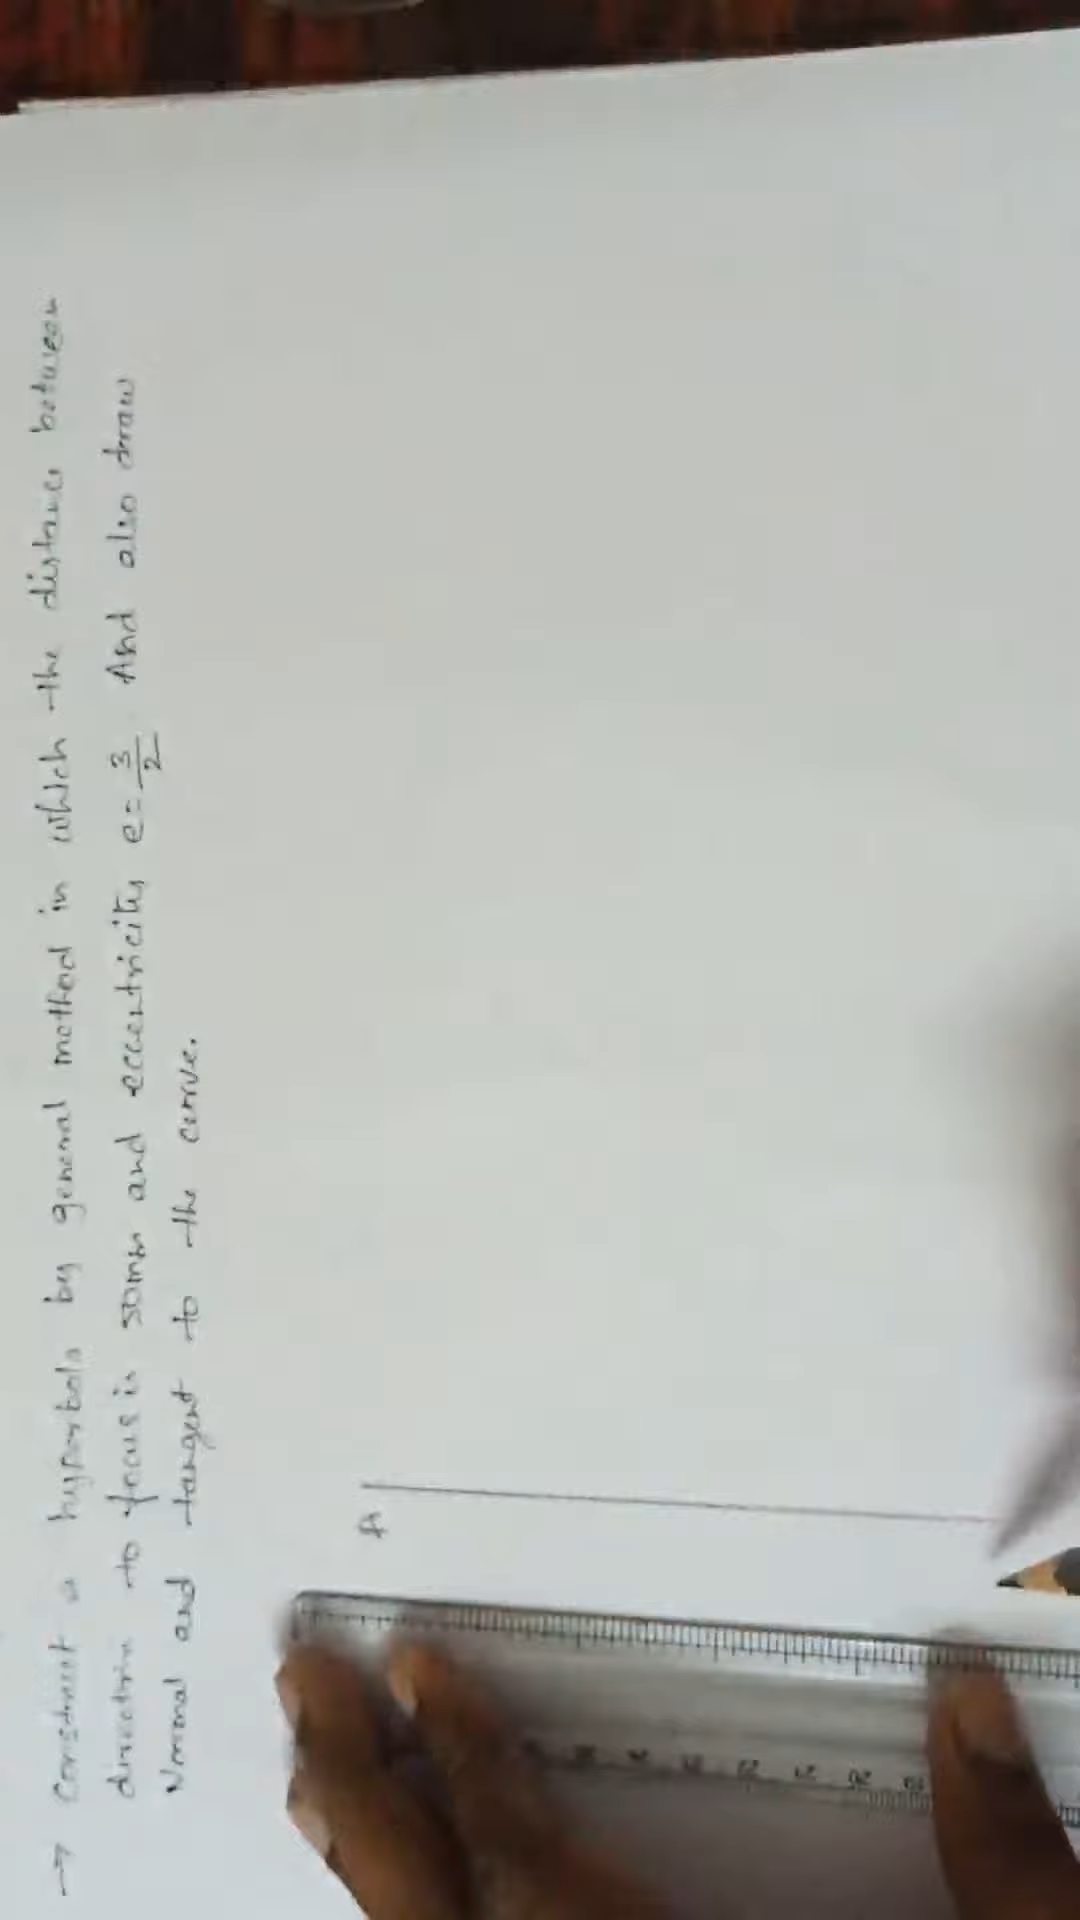 → Construct a hyperbola by general method in which the distance between
directrix to focus is 50mm and eccentricity e=3/2. And also draw
Normal and tangent to the curve.
A